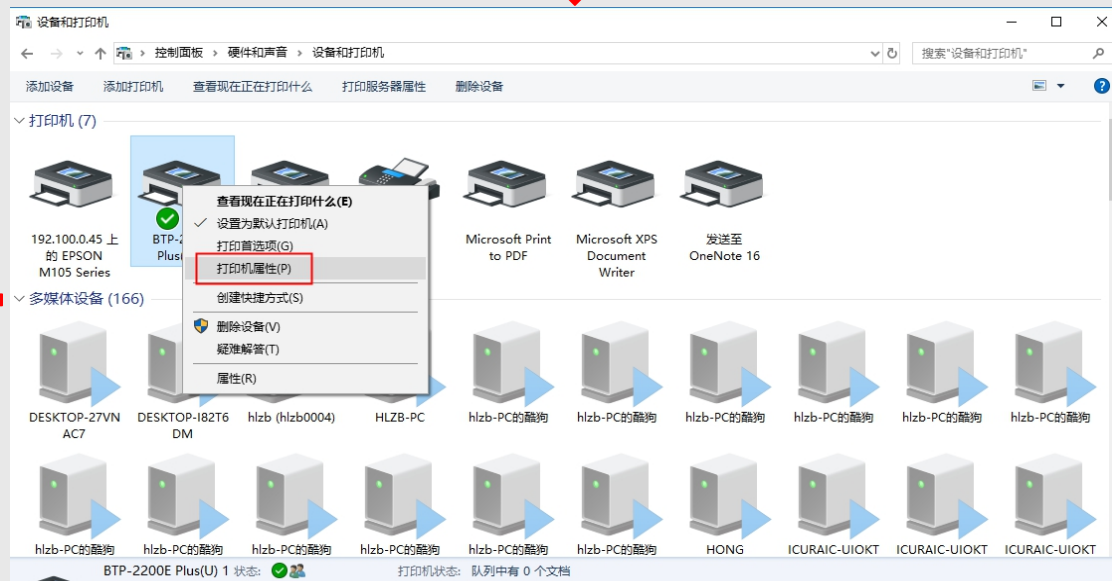 设备和打印机
控制面板 › 硬件和声音 › 设备和打印机
搜索"设备和打印机"
添加设备 添加打印机 查看现在正在打印什么 打印服务器属性 删除设备
打印机 (7)
192.100.0.45 上
的 EPSON
M105 Series
BTP-2
Plus(
Microsoft Print
to PDF
Microsoft XPS
Document
Writer
发送至
OneNote 16
查看现在正在打印什么(E)
设置为默认打印机(A)
打印首选项(G)
打印机属性(P)
创建快捷方式(S)
删除设备(V)
疑难解答(T)
属性(R)
多媒体设备 (166)
DESKTOP-27VN
AC7
DESKTOP-I82T6
DM
hlzb (hlzb0004)
HLZB-PC
hlzb-PC的酷狗
hlzb-PC的酷狗
hlzb-PC的酷狗
hlzb-PC的酷狗
hlzb-PC的酷狗
hlzb-PC的酷狗
hlzb-PC的酷狗
hlzb-PC的酷狗
hlzb-PC的酷狗
hlzb-PC的酷狗
hlzb-PC的酷狗
hlzb-PC的酷狗
HONG
ICURAIC-UIOKT
ICURAIC-UIOKT
ICURAIC-UIOKT
BTP-2200E Plus(U) 1 状态: 打印机状态: 队列中有 0 个文档